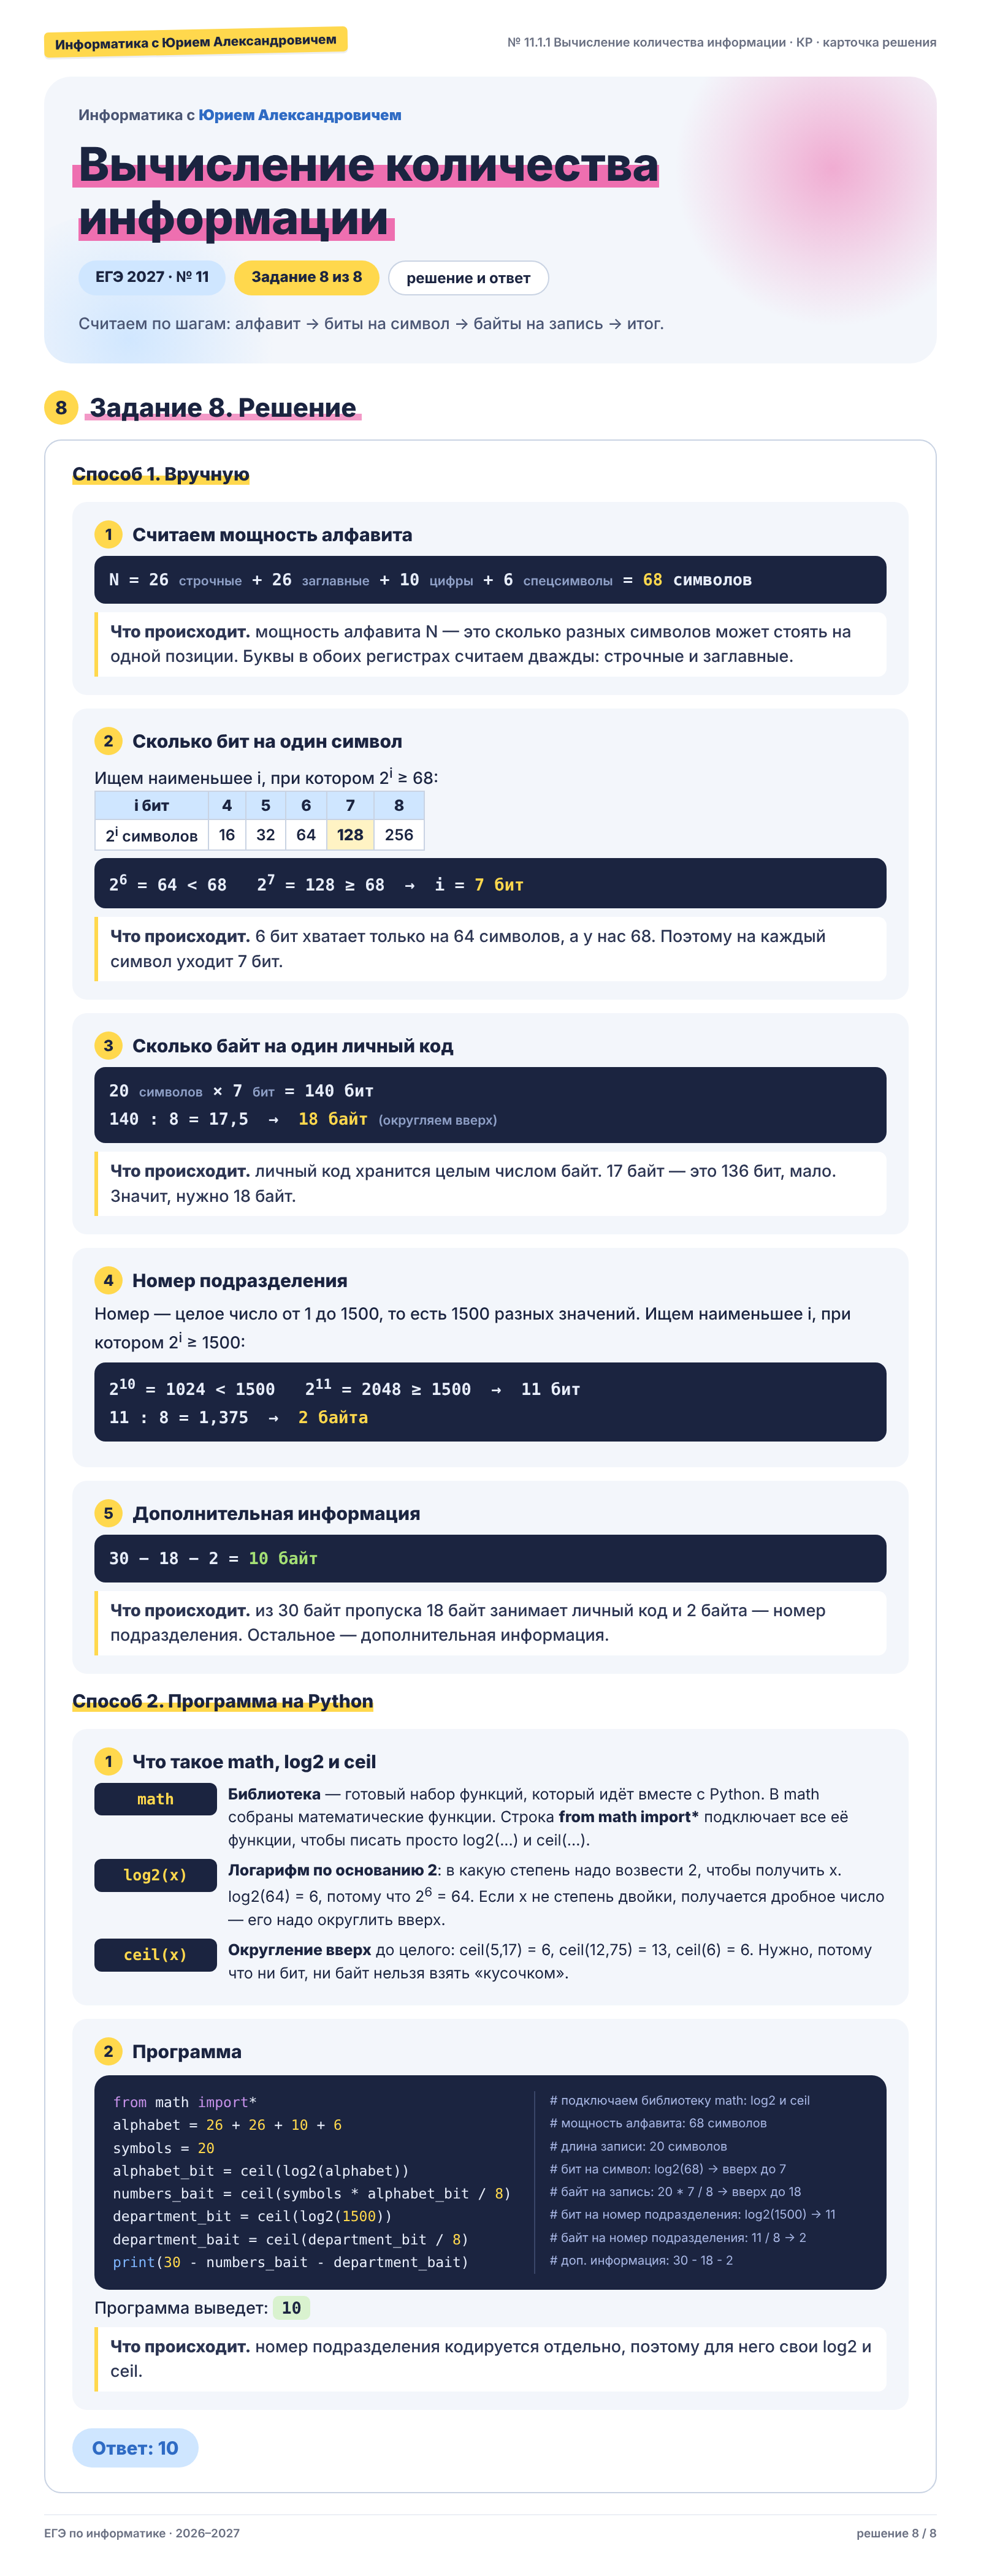 Информатика с Юрием Александровичем
№ 11.1.1 Вычисление количества информации · КР · карточка решения
Информатика с Юрием Александровичем
Вычисление количества
информации
ЕГЭ 2027 · № 11
Задание 8 из 8
решение и ответ
Считаем по шагам: алфавит → биты на символ → байты на запись → итог.
8 Задание 8. Решение
Способ 1. Вручную
1 Считаем мощность алфавита
N = 26 строчные + 26 заглавные + 10 цифры + 6 спецсимволы = 68 символов
Что происходит. мощность алфавита N — это сколько разных символов может стоять на
одной позиции. Буквы в обоих регистрах считаем дважды: строчные и заглавные.
2 Сколько бит на один символ
Ищем наименьшее i, при котором 2^i ≥ 68:
i бит 4 5 6 7 8
2^i символов 16 32 64 128 256
2^6 = 64 < 68 2^7 = 128 ≥ 68 → i = 7 бит
Что происходит. 6 бит хватает только на 64 символов, а у нас 68. Поэтому на каждый
символ уходит 7 бит.
3 Сколько байт на один личный код
20 символов × 7 бит = 140 бит
140 : 8 = 17,5 → 18 байт (округляем вверх)
Что происходит. личный код хранится целым числом байт. 17 байт — это 136 бит, мало.
Значит, нужно 18 байт.
4 Номер подразделения
Номер — целое число от 1 до 1500, то есть 1500 разных значений. Ищем наименьшее i, при
котором 2^i ≥ 1500:
2^10 = 1024 < 1500 2^11 = 2048 ≥ 1500 → 11 бит
11 : 8 = 1,375 → 2 байта
5 Дополнительная информация
30 − 18 − 2 = 10 байт
Что происходит. из 30 байт пропуска 18 байт занимает личный код и 2 байта — номер
подразделения. Остальное — дополнительная информация.
Способ 2. Программа на Python
1 Что такое math, log2 и ceil
math
Библиотека — готовый набор функций, который идёт вместе с Python. В math
собраны математические функции. Строка from math import* подключает все её
функции, чтобы писать просто log2(...) и ceil(...).
log2(x)
Логарифм по основанию 2: в какую степень надо возвести 2, чтобы получить x.
log2(64) = 6, потому что 2^6 = 64. Если x не степень двойки, получается дробное число
— его надо округлить вверх.
ceil(x)
Округление вверх до целого: ceil(5,17) = 6, ceil(12,75) = 13, ceil(6) = 6. Нужно, потому
что ни бит, ни байт нельзя взять «кусочком».
2 Программа
from math import* # подключаем библиотеку math: log2 и ceil
alphabet = 26 + 26 + 10 + 6 # мощность алфавита: 68 символов
symbols = 20 # длина записи: 20 символов
alphabet_bit = ceil(log2(alphabet)) # бит на символ: log2(68) → вверх до 7
numbers_bait = ceil(symbols * alphabet_bit / 8) # байт на запись: 20 * 7 / 8 → вверх до 18
department_bit = ceil(log2(1500)) # бит на номер подразделения: log2(1500) → 11
department_bait = ceil(department_bit / 8) # байт на номер подразделения: 11 / 8 → 2
print(30 - numbers_bait - department_bait) # доп. информация: 30 - 18 - 2
Программа выведет: 10
Что происходит. номер подразделения кодируется отдельно, поэтому для него свои log2 и
ceil.
Ответ: 10
ЕГЭ по информатике · 2026–2027
решение 8 / 8